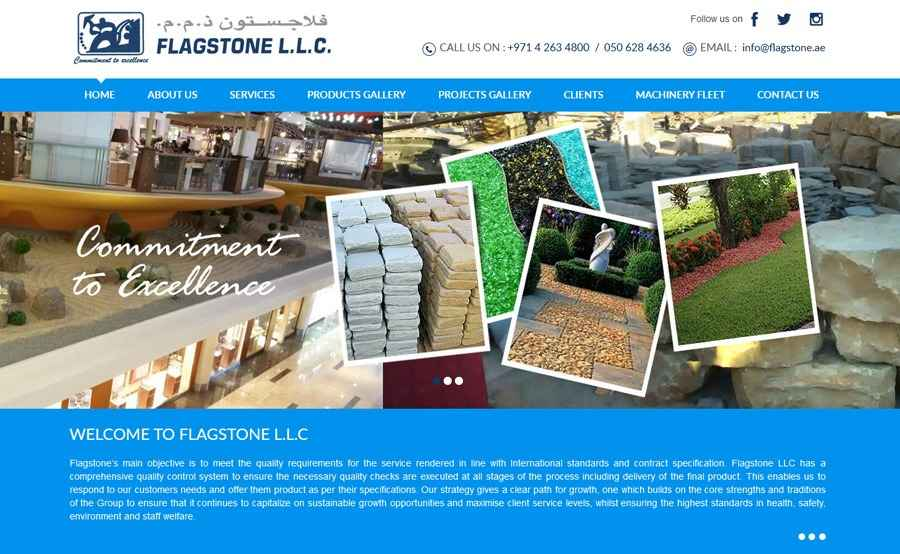 فلاجستون ذ.م.م.
FLAGSTONE L.L.C.
Commitment to excellence
Follow us on
CALL US ON : +971 4 263 4800 / 050 628 4636 EMAIL : info@flagstone.ae
HOME ABOUT US SERVICES PRODUCTS GALLERY PROJECTS GALLERY CLIENTS MACHINERY FLEET CONTACT US
Commitment
to Excellence
WELCOME TO FLAGSTONE L.L.C
Flagstone's main objective is to meet the quality requirements for the service rendered in line with International standards and contract specification. Flagstone LLC has a
comprehensive quality control system to ensure the necessary quality checks are executed at all stages of the process including delivery of the final product. This enables us to
respond to our customers needs and offer them product as per their specifications. Our strategy gives a clear path for growth, one which builds on the core strengths and traditions
of the Group to ensure that it continues to capitalize on sustainable growth opportunities and maximise client service levels, whilst ensuring the highest standards in health, safety,
environment and staff welfare.